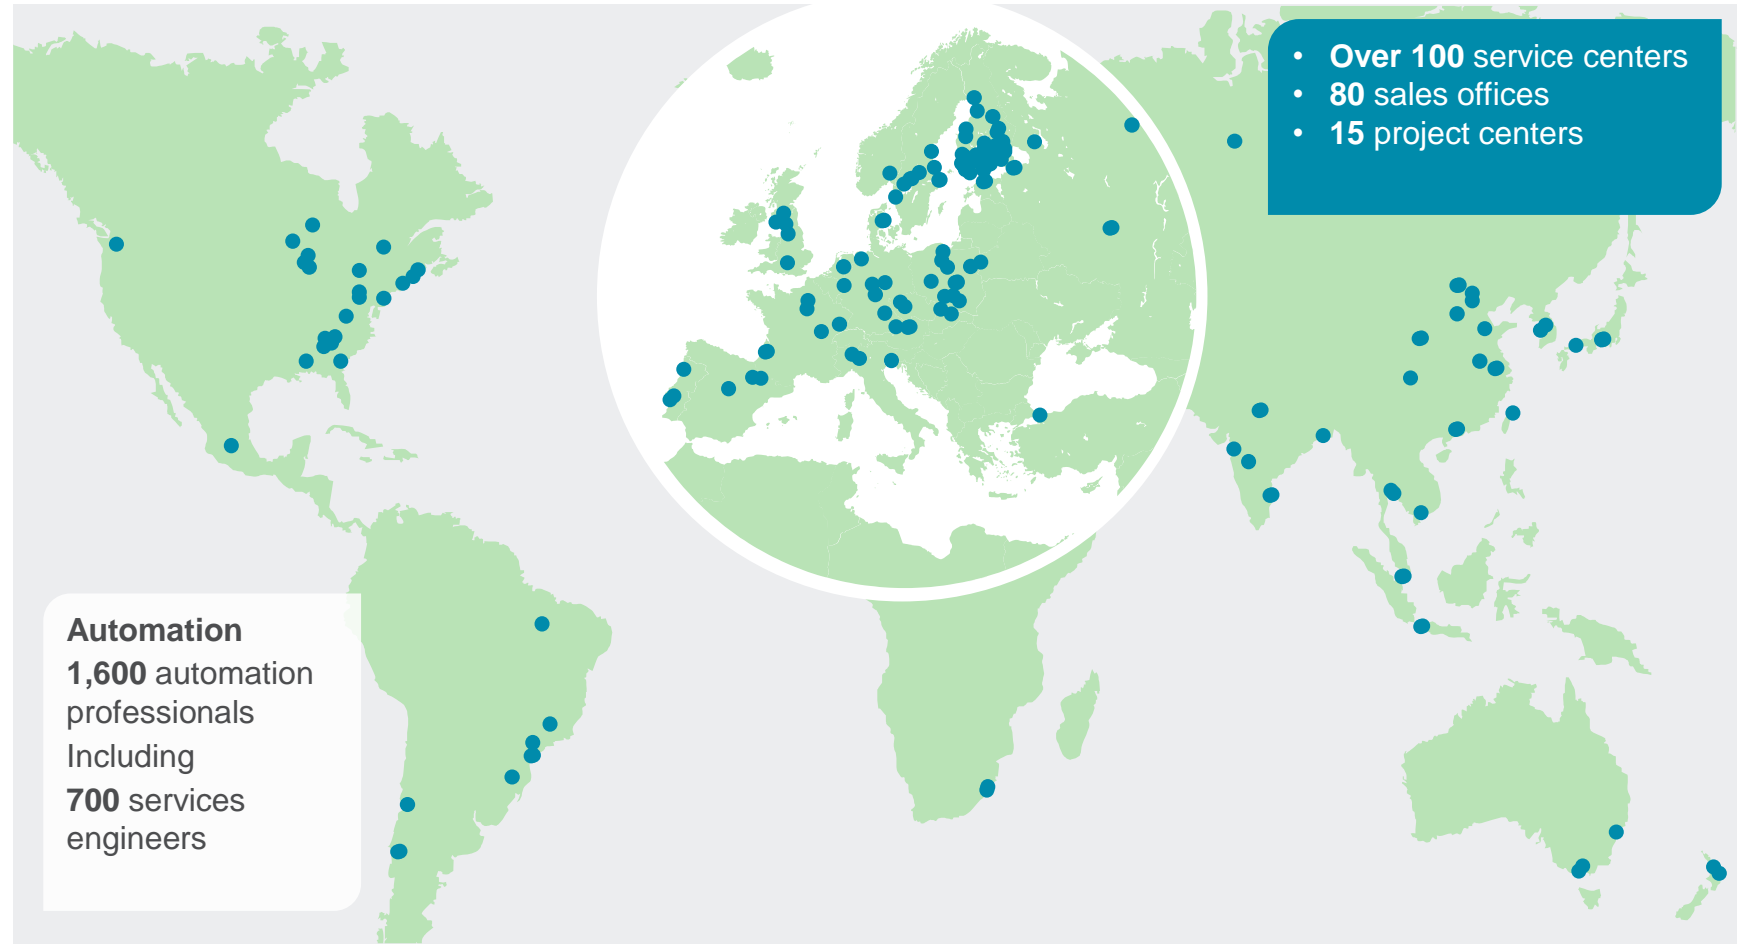 • Over 100 service centers
• 80 sales offices
• 15 project centers
Automation
1,600 automation
professionals
Including
700 services
engineers